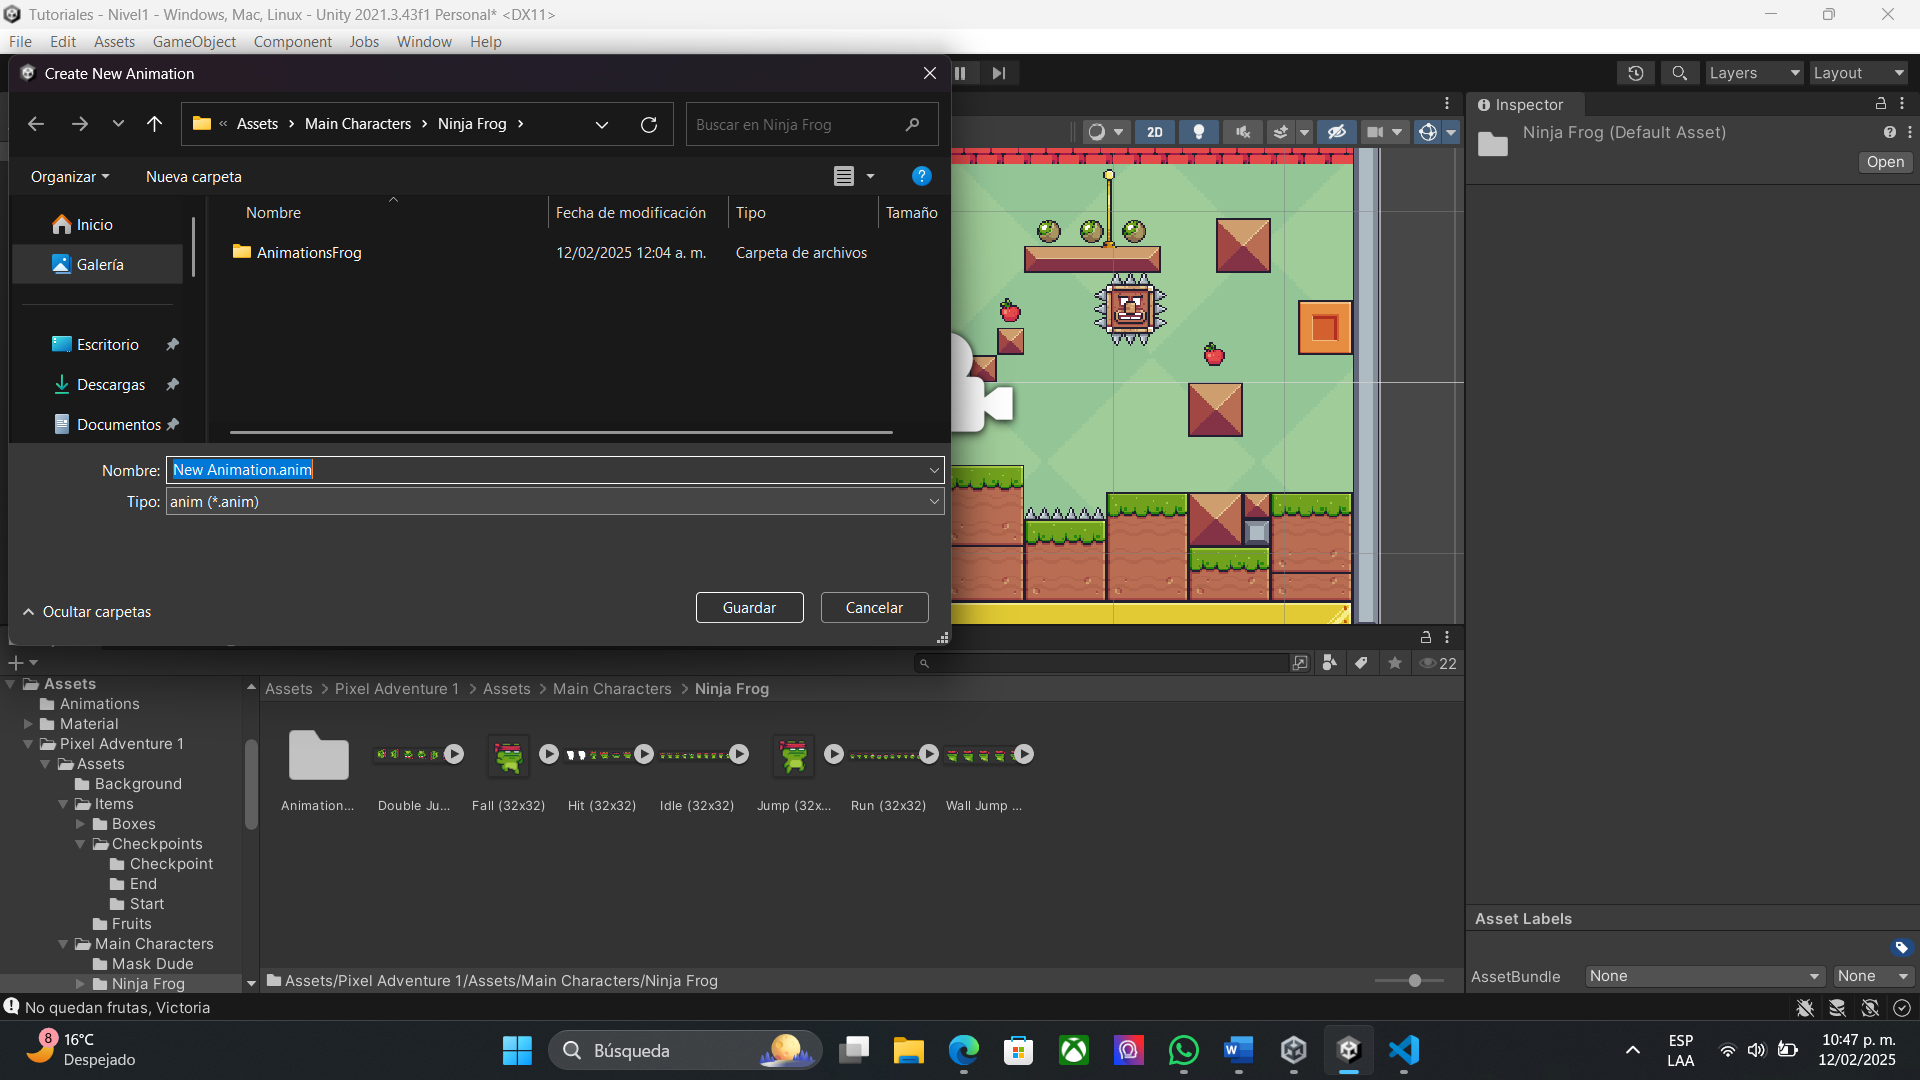 Tutoriales - Nivel1 - Windows, Mac, Linux - Unity 2021.3.43f1 Personal* <DX11>
File Edit Assets GameObject Component Jobs Window Help
Create New Animation
« Assets › Main Characters › Ninja Frog ›
Buscar en Ninja Frog
Organizar
Nueva carpeta
Nombre
Fecha de modificación
Tipo
Tamaño
Inicio
Galería
Escritorio
Descargas
Documentos
AnimationsFrog
12/02/2025 12:04 a. m.
Carpeta de archivos
Nombre: New Animation.anim
Tipo: anim (*.anim)
Ocultar carpetas
Guardar
Cancelar
Layers
Layout
2D
Inspector
Ninja Frog (Default Asset)
Open
22
Assets
Animations
Material
Pixel Adventure 1
Assets
Background
Items
Boxes
Checkpoints
Checkpoint
End
Start
Fruits
Main Characters
Mask Dude
Ninja Frog
Assets > Pixel Adventure 1 > Assets > Main Characters > Ninja Frog
Animation...
Double Ju...
Fall (32x32)
Hit (32x32)
Idle (32x32)
Jump (32x...
Run (32x32)
Wall Jump ...
Assets/Pixel Adventure 1/Assets/Main Characters/Ninja Frog
Asset Labels
AssetBundle
None
None
No quedan frutas, Victoria
8
16°C
Despejado
Búsqueda
ESP
LAA
10:47 p. m.
12/02/2025